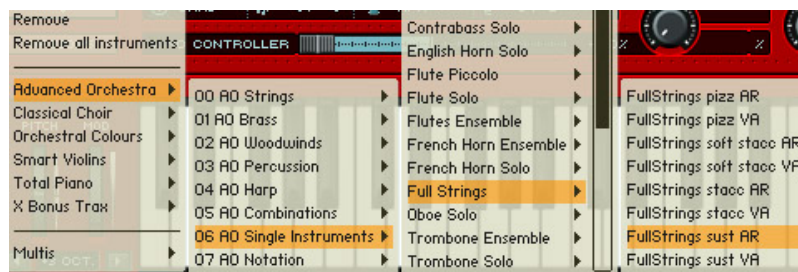 Remove
Remove all instruments
Advanced Orchestra
Classical Choir
Orchestral Colours
Smart Violins
Total Piano
X Bonus Trax
Multis
CONTROLLER
00 AO Strings
01 AO Brass
02 AO Woodwinds
03 AO Percussion
04 AO Harp
05 AO Combinations
06 AO Single Instruments
07 AO Notation
Contrabass Solo
English Horn Solo
Flute Piccolo
Flute Solo
Flutes Ensemble
French Horn Ensemble
French Horn Solo
Full Strings
Oboe Solo
Trombone Ensemble
Trombone Solo
FullStrings pizz AR
FullStrings pizz VA
FullStrings soft stacc AR
FullStrings soft stacc VA
FullStrings stacc AR
FullStrings stacc VA
FullStrings sust AR
FullStrings sust VA